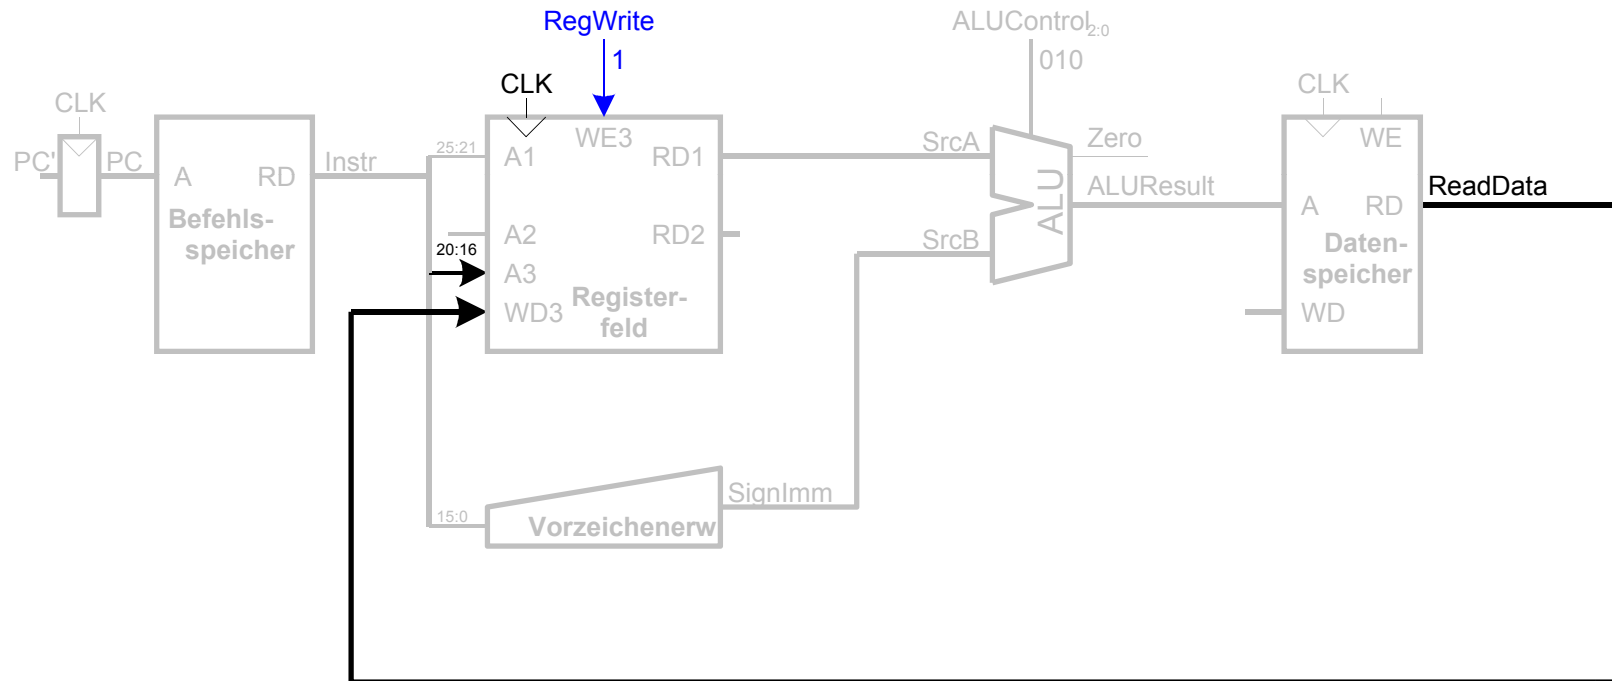 RegWrite
1
ALUControl2:0
010
CLK
CLK
CLK
PC'
PC
A
RD
Befehls-
speicher
Instr
25:21
A1
WE3
RD1
A2
RD2
20:16
A3
WD3
Register-
feld
SrcA
SrcB
ALU
Zero
ALUResult
WE
A
RD
Daten-
speicher
WD
ReadData
15:0
Vorzeichenerw
SignImm